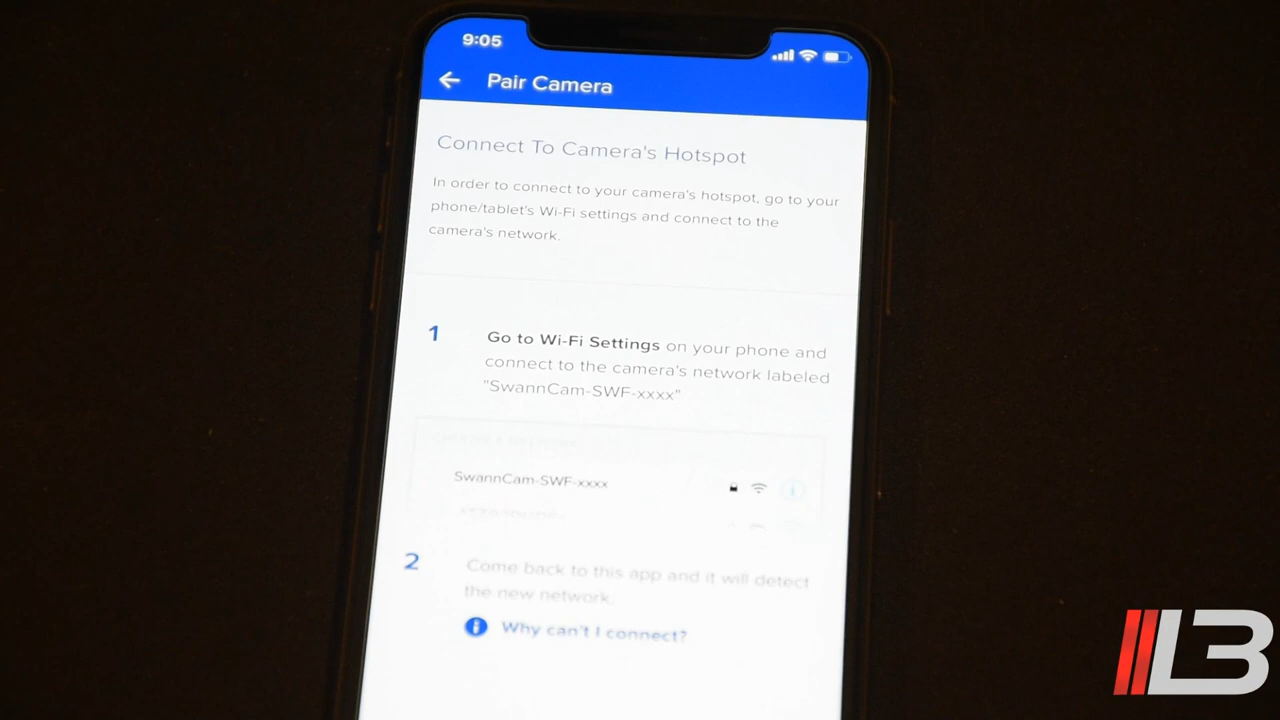 9:05
Pair Camera
Connect To Camera's Hotspot
In order to connect to your camera's hotspot, go to your
phone/tablet's Wi-Fi settings and connect to the
camera's network.
1
Go to Wi-Fi Settings on your phone and
connect to the camera's network labeled
"SwannCam-SWF-xxxx"
SwannCam-SWF-xxxx
2
Come back to this app and it will detect
the new network.
Why can't I connect?
L3